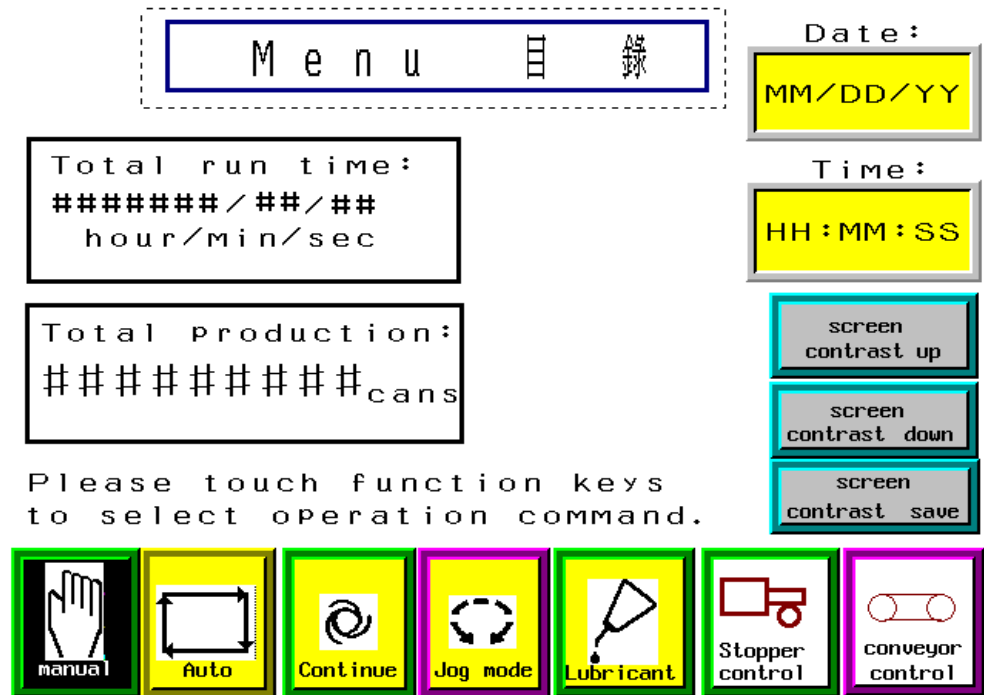 Menu 目 錄
Date:
MM/DD/YY
Total run time:
#######/##/##
hour/min/sec
Time:
HH:MM:SS
Total production:
#########cans
screen
contrast up
screen
contrast down
screen
contrast save
Please touch function keys
to select operation command.
manual
Auto
Continue
Jog mode
Lubricant
Stopper
control
conveyor
control